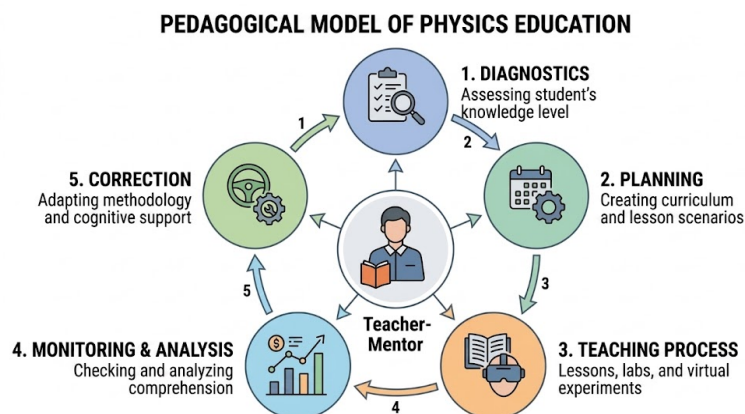 PEDAGOGICAL MODEL OF PHYSICS EDUCATION
1. DIAGNOSTICS
Assessing student's
knowledge level
1
2
5. CORRECTION
Adapting methodology
and cognitive support
2. PLANNING
Creating curriculum
and lesson scenarios
5
3
Teacher-
Mentor
4. MONITORING & ANALYSIS
Checking and analyzing
comprehension
$
3. TEACHING PROCESS
Lessons, labs, and virtual
experiments
4